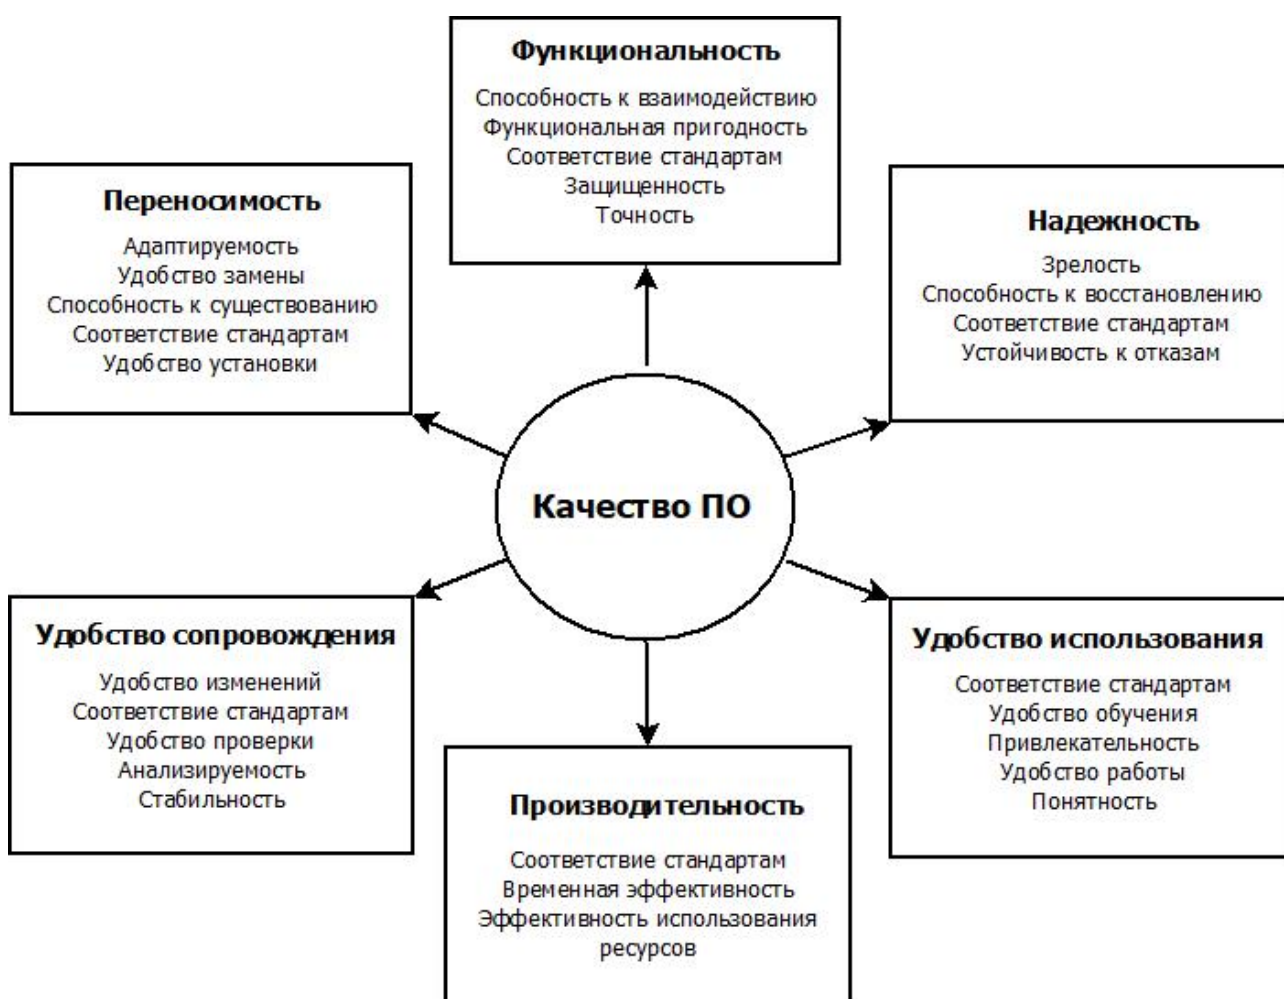 Функциональность
Способность к взаимодействию
Функциональная пригодность
Соответствие стандартам
Защищенность
Точность
Переносимость
Адаптируемость
Удобство замены
Способность к существованию
Соответствие стандартам
Удобство установки
Надежность
Зрелость
Способность к восстановлению
Соответствие стандартам
Устойчивость к отказам
Качество ПО
Удобство сопровождения
Удобство изменений
Соответствие стандартам
Удобство проверки
Анализируемость
Стабильность
Удобство использования
Соответствие стандартам
Удобство обучения
Привлекательность
Удобство работы
Понятность
Производительность
Соответствие стандартам
Временная эффективность
Эффективность использования
ресурсов